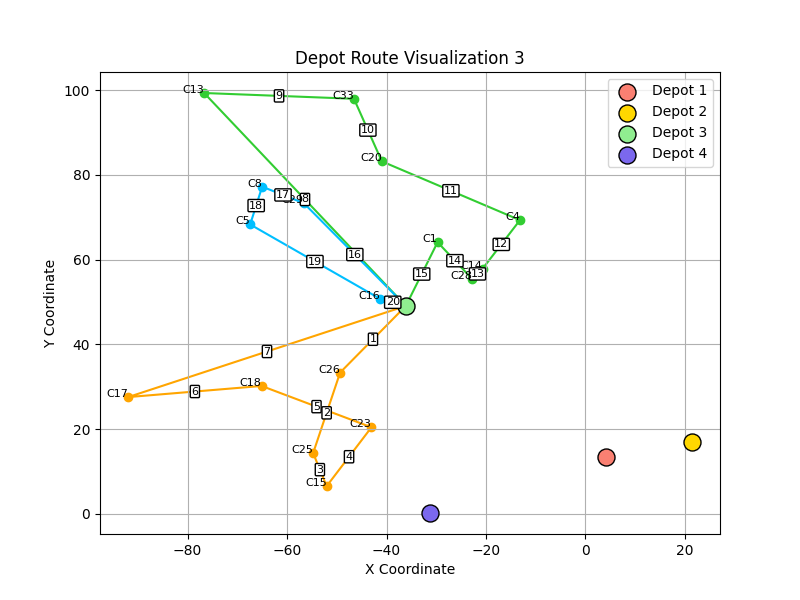 Depot Route Visualization 3
Depot 1
Depot 2
Depot 3
Depot 4
100
80
60
40
20
0
−80
−60
−40
−20
0
20
X Coordinate
Y Coordinate
C13
9
C33
10
C20
11
C4
12
C14
13
C28
14
C1
15
C8
17
C29
8
18
C5
16
19
C16
20
1
7
C26
C17
6
C18
5
2
C23
C25
3
4
C15